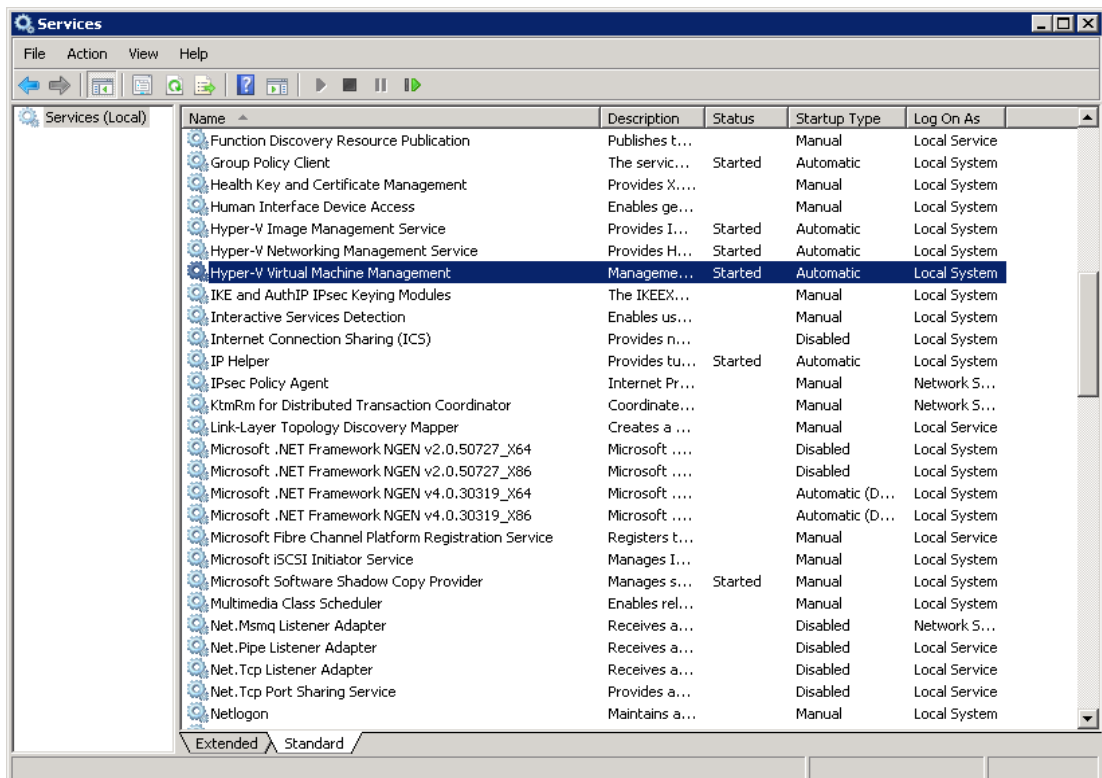 Services
File Action View Help
Services (Local)
Name Description Status Startup Type Log On As
Function Discovery Resource Publication Publishes t... Manual Local Service
Group Policy Client The servic... Started Automatic Local System
Health Key and Certificate Management Provides X.... Manual Local System
Human Interface Device Access Enables ge... Manual Local System
Hyper-V Image Management Service Provides I... Started Automatic Local System
Hyper-V Networking Management Service Provides H... Started Automatic Local System
Hyper-V Virtual Machine Management Manageme... Started Automatic Local System
IKE and AuthIP IPsec Keying Modules The IKEEX... Manual Local System
Interactive Services Detection Enables us... Manual Local System
Internet Connection Sharing (ICS) Provides n... Disabled Local System
IP Helper Provides tu... Started Automatic Local System
IPsec Policy Agent Internet Pr... Manual Network S...
KtmRm for Distributed Transaction Coordinator Coordinate... Manual Network S...
Link-Layer Topology Discovery Mapper Creates a ... Manual Local Service
Microsoft .NET Framework NGEN v2.0.50727_X64 Microsoft .... Disabled Local System
Microsoft .NET Framework NGEN v2.0.50727_X86 Microsoft .... Disabled Local System
Microsoft .NET Framework NGEN v4.0.30319_X64 Microsoft .... Automatic (D... Local System
Microsoft .NET Framework NGEN v4.0.30319_X86 Microsoft .... Automatic (D... Local System
Microsoft Fibre Channel Platform Registration Service Registers t... Manual Local Service
Microsoft iSCSI Initiator Service Manages I... Manual Local System
Microsoft Software Shadow Copy Provider Manages s... Started Manual Local System
Multimedia Class Scheduler Enables rel... Manual Local System
Net.Msmq Listener Adapter Receives a... Disabled Network S...
Net.Pipe Listener Adapter Receives a... Disabled Local Service
Net.Tcp Listener Adapter Receives a... Disabled Local Service
Net.Tcp Port Sharing Service Provides a... Disabled Local Service
Netlogon Maintains a... Manual Local System
Extended Standard